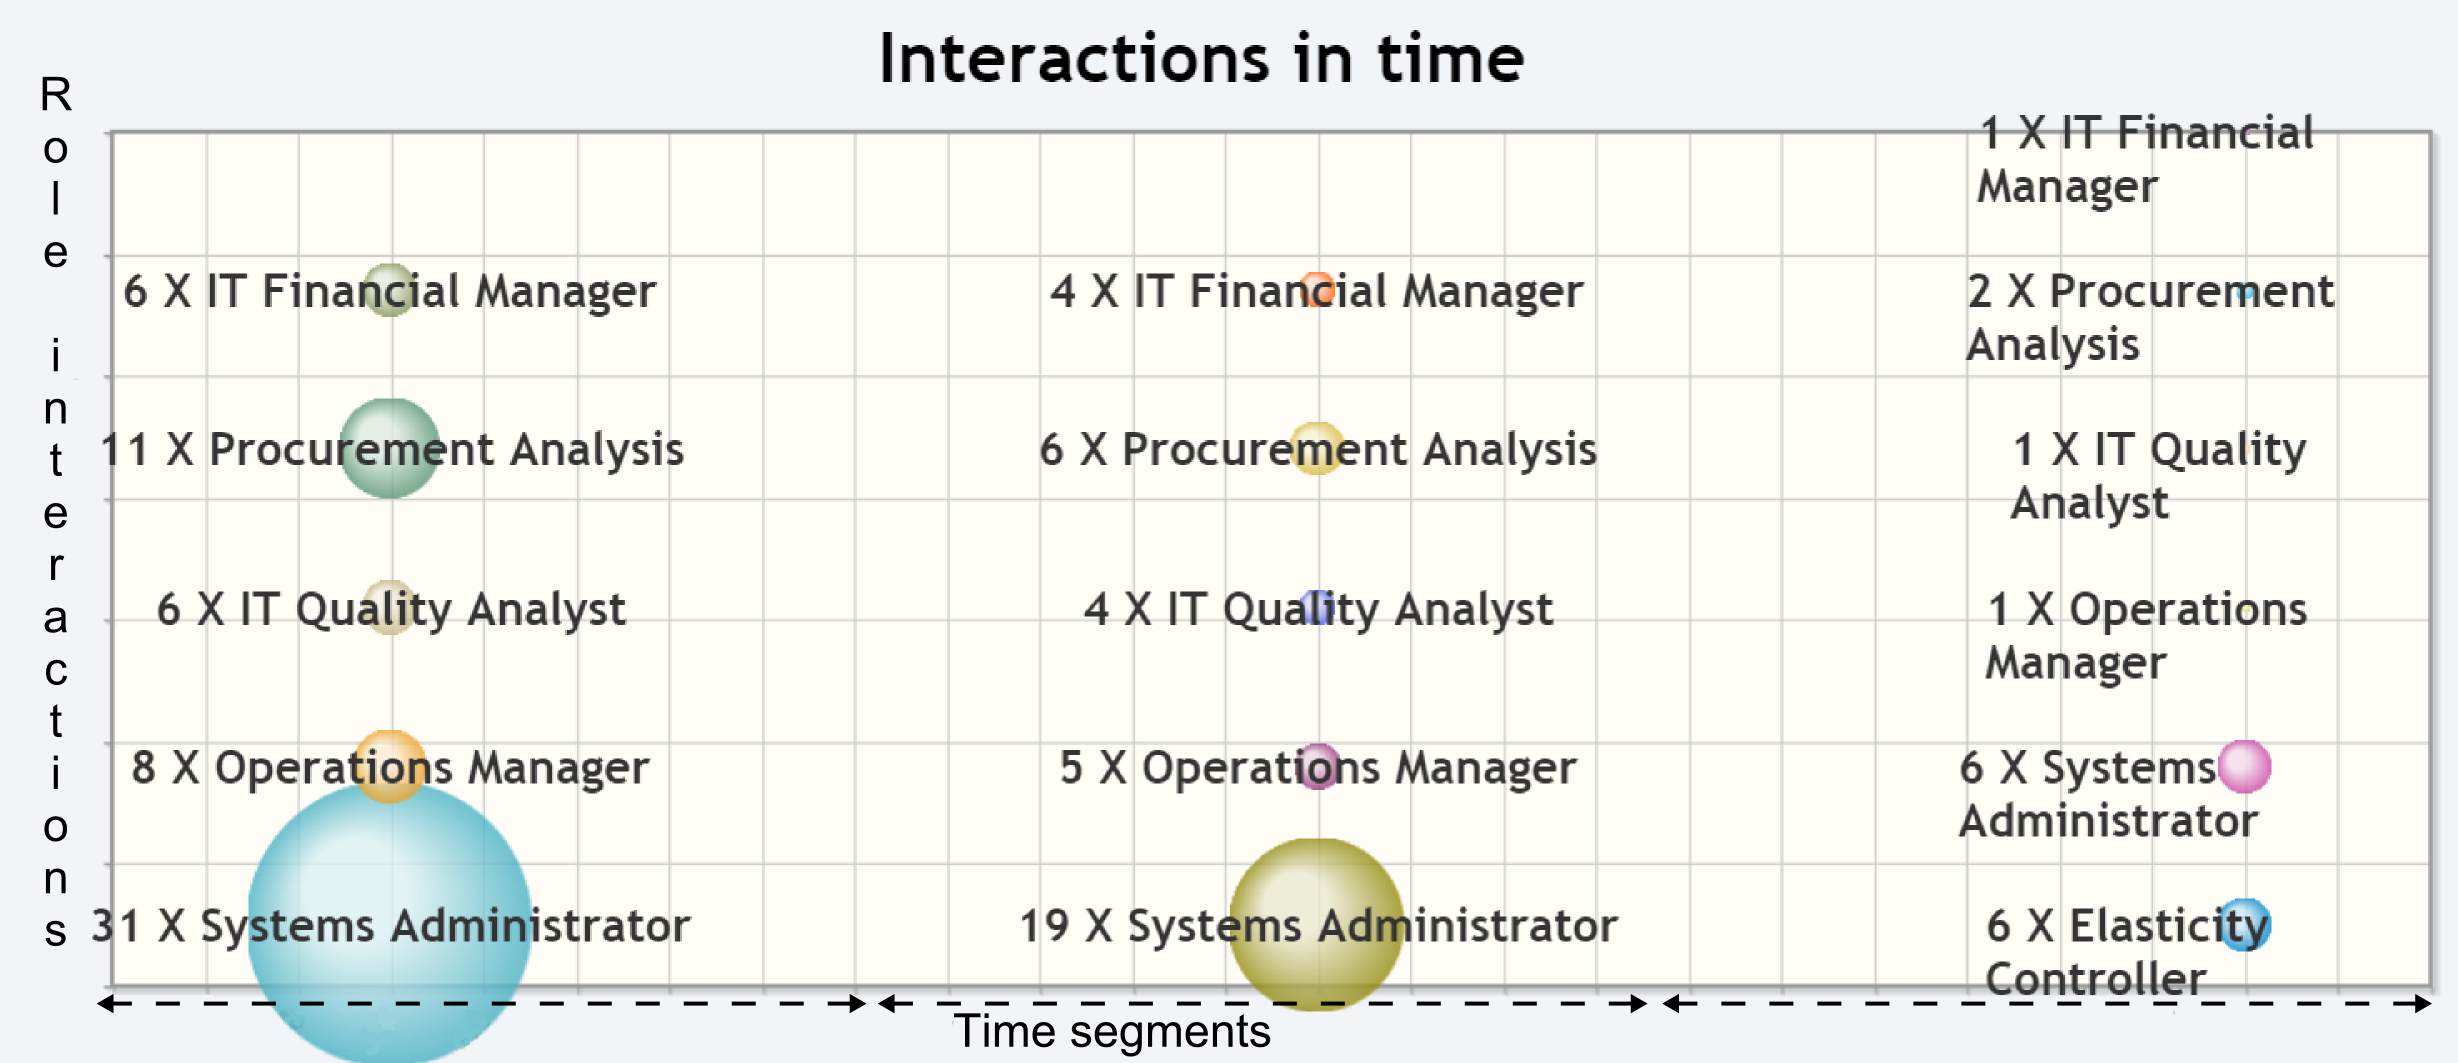 Interactions in time
Role interactions
1 X IT Financial
Manager
6 X IT Financial Manager
4 X IT Financial Manager
2 X Procurement
Analysis
11 X Procurement Analysis
6 X Procurement Analysis
1 X IT Quality
Analyst
6 X IT Quality Analyst
4 X IT Quality Analyst
1 X Operations
Manager
8 X Operations Manager
5 X Operations Manager
6 X Systems
Administrator
31 X Systems Administrator
19 X Systems Administrator
6 X Elasticity
Controller
Time segments